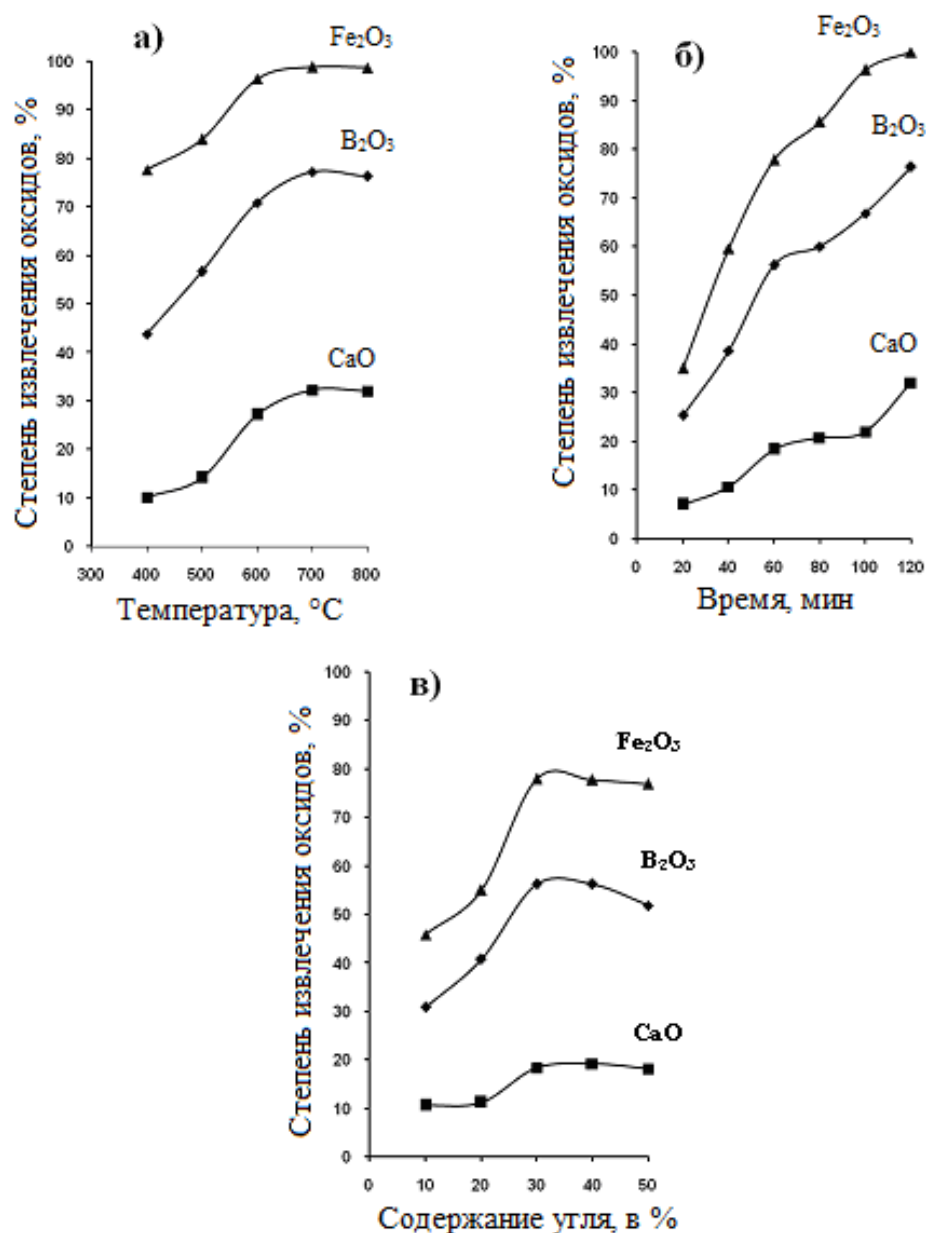 а)
Fe₂O₃
B₂O₃
CaO
Степень извлечения оксидов, %
100
90
80
70
60
50
40
30
20
10
0
300 400 500 600 700 800
Температура, °C
б)
Fe₂O₃
B₂O₃
CaO
Степень извлечения оксидов, %
100
90
80
70
60
50
40
30
20
10
0
0 20 40 60 80 100 120
Время, мин
в)
Fe₂O₃
B₂O₃
CaO
Степень извлечения оксидов, %
100
90
80
70
60
50
40
30
20
10
0
0 10 20 30 40 50
Содержание угля, в %